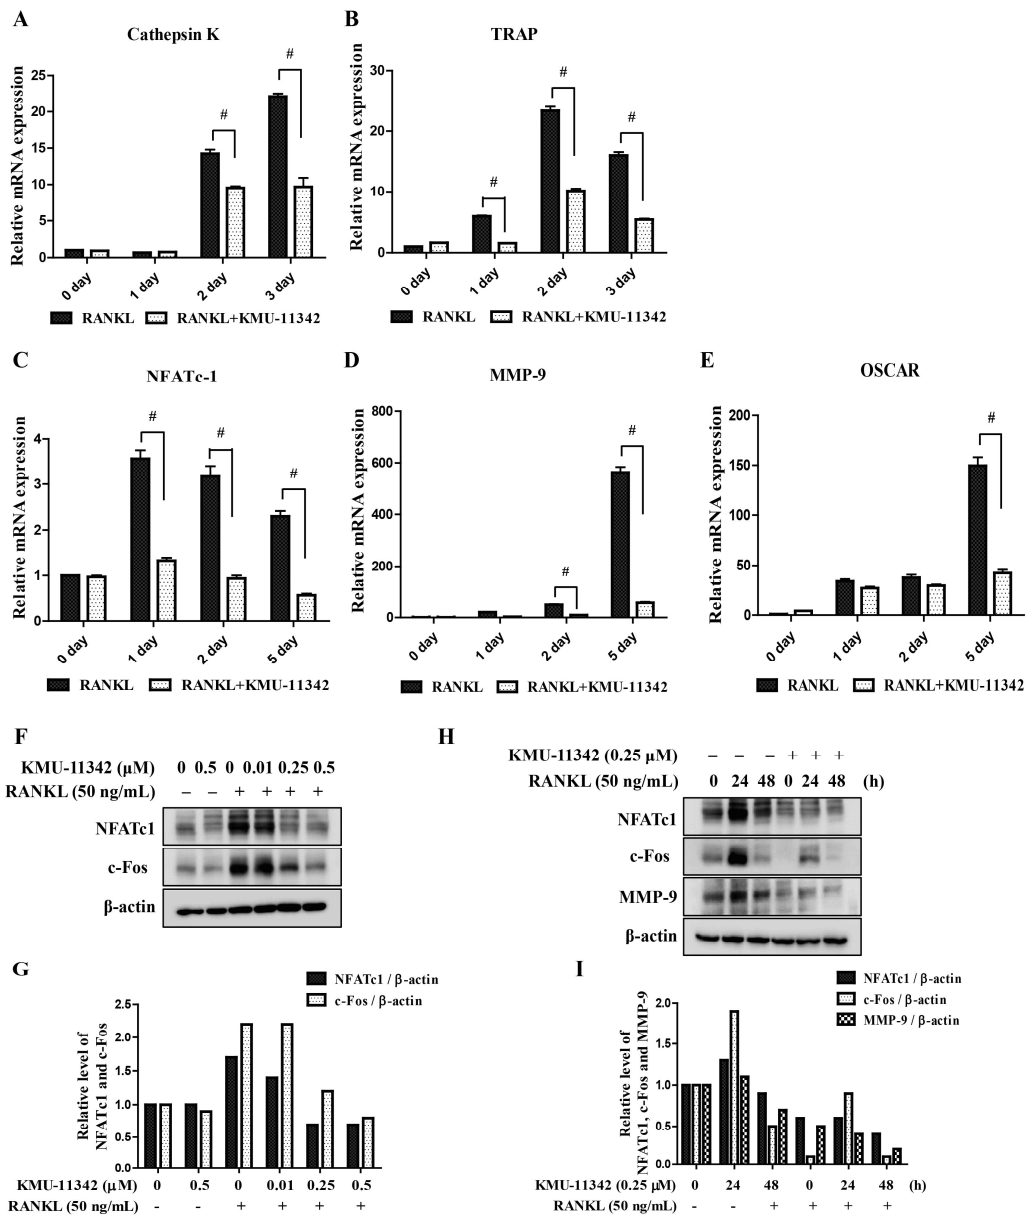 A
Cathepsin K
Relative mRNA expression
25
20
15
10
5
0
#
#
0 day
1 day
2 day
3 day
RANKL
RANKL+KMU-11342
B
TRAP
Relative mRNA expression
30
20
10
0
#
#
#
0 day
1 day
2 day
3 day
RANKL
RANKL+KMU-11342
C
NFATc-1
Relative mRNA expression
4
3
2
1
0
#
#
#
0 day
1 day
2 day
5 day
RANKL
RANKL+KMU-11342
D
MMP-9
Relative mRNA expression
800
600
400
200
0
#
#
0 day
1 day
2 day
5 day
RANKL
RANKL+KMU-11342
E
OSCAR
Relative mRNA expression
200
150
100
50
0
#
0 day
1 day
2 day
5 day
RANKL
RANKL+KMU-11342
F
KMU-11342 (μM) 0 0.5 0 0.01 0.25 0.5
RANKL (50 ng/mL) – – + + + +
NFATc1
c-Fos
β-actin
H
KMU-11342 (0.25 μM) – – – + + +
RANKL (50 ng/mL) 0 24 48 0 24 48 (h)
NFATc1
c-Fos
MMP-9
β-actin
G
NFATc1 / β-actin
c-Fos / β-actin
Relative level of
NFATc1 and c-Fos
2.5
2.0
1.5
1.0
0.5
0.0
KMU-11342 (μM) 0 0.5 0 0.01 0.25 0.5
RANKL (50 ng/mL) - - + + + +
I
NFATc1 / β-actin
c-Fos / β-actin
MMP-9 / β-actin
Relative level of
NFATc1, c-Fos and MMP-9
2.0
1.5
1.0
0.5
0.0
KMU-11342 (0.25 μM) 0 24 48 0 24 48 (h)
RANKL (50 ng/mL) - - + + + +